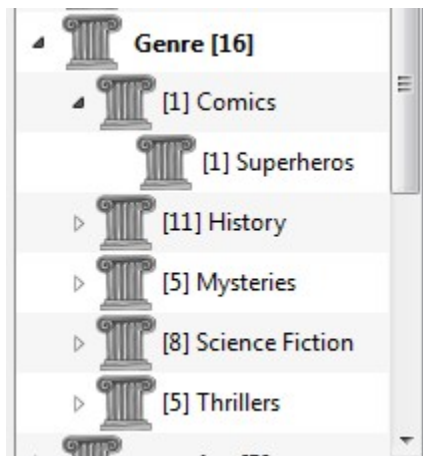 Genre [16]
[1] Comics
[1] Superheros
[11] History
[5] Mysteries
[8] Science Fiction
[5] Thrillers